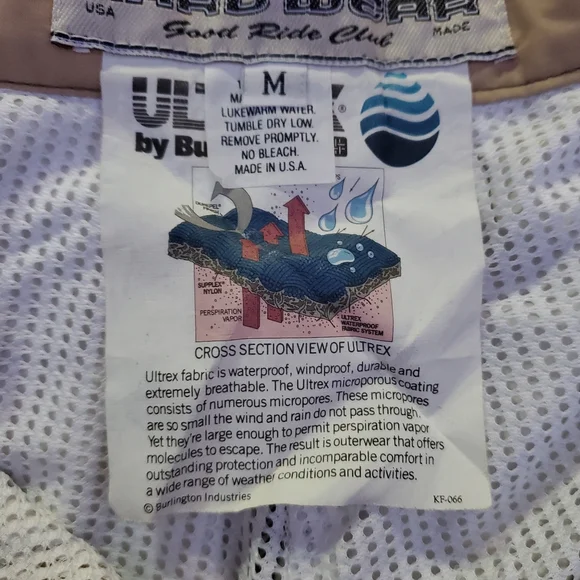 HARD WEAR
USA
MADE
Good Ride Club
M
ULTREX®
LUKEWARM WATER.
TUMBLE DRY LOW.
REMOVE PROMPTLY.
NO BLEACH.
MADE IN U.S.A.
by Bu
SUPPLEX®
NYLON
PERSPIRATION
VAPOR
ULTREX
WATERPROOF
FABRIC SYSTEM
CROSS SECTION VIEW OF ULTREX
Ultrex fabric is waterproof, windproof, durable and
extremely breathable. The Ultrex microporous coating
consists of numerous micropores. These micropores
are so small the wind and rain do not pass through.
Yet they're large enough to permit perspiration vapor
molecules to escape. The result is outerwear that offers
outstanding protection and incomparable comfort in
a wide range of weather conditions and activities.
© Burlington Industries
KF-066